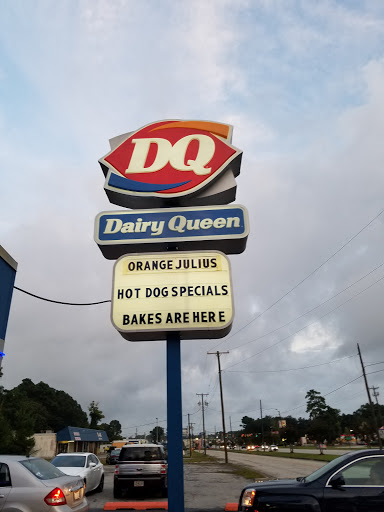 DQ
Dairy Queen
ORANGE JULIUS
HOT DOG SPECIALS
BAKES ARE HERE